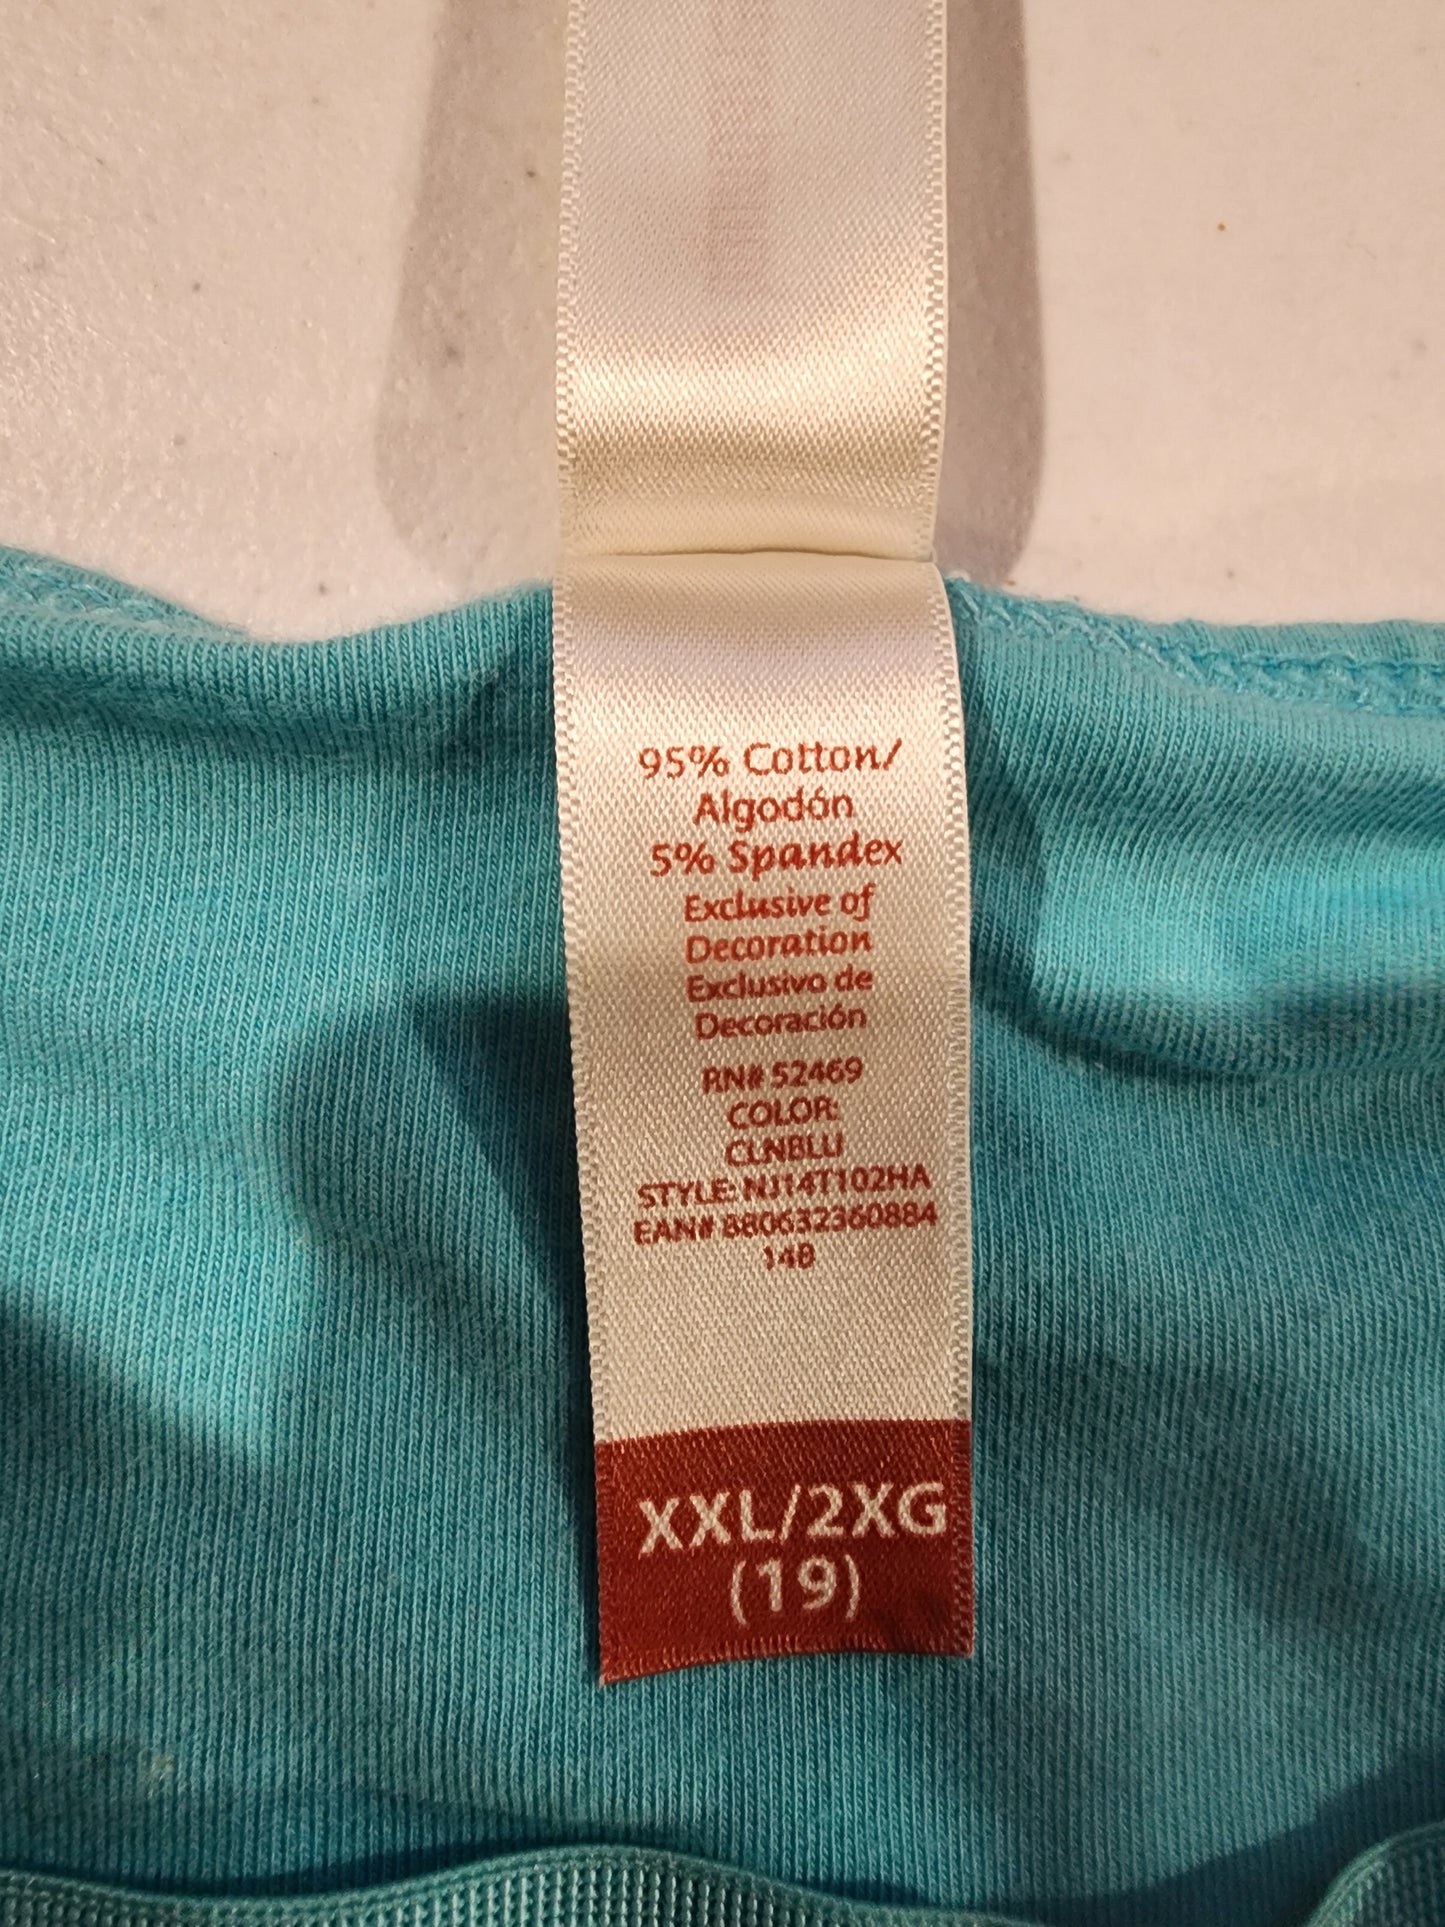 95% Cotton/
Algodón
5% Spandex
Exclusive of
Decoration
Exclusivo de
Decoración
RN# 52469
COLOR:
CLNBLU
STYLE: NJ14T102HA
EAN# 880632360884
14B
XXL/2XG
(19)